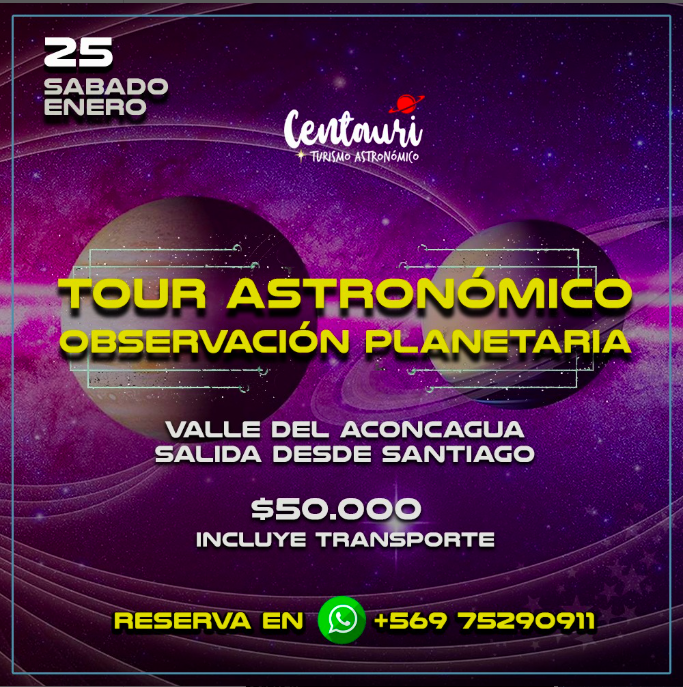 25
SABADO
ENERO
Centauri
TURISMO ASTRONÓMICO
TOUR ASTRONÓMICO
OBSERVACIÓN PLANETARIA
VALLE DEL ACONCAGUA
SALIDA DESDE SANTIAGO
$50.000
INCLUYE TRANSPORTE
RESERVA EN +569 75290911